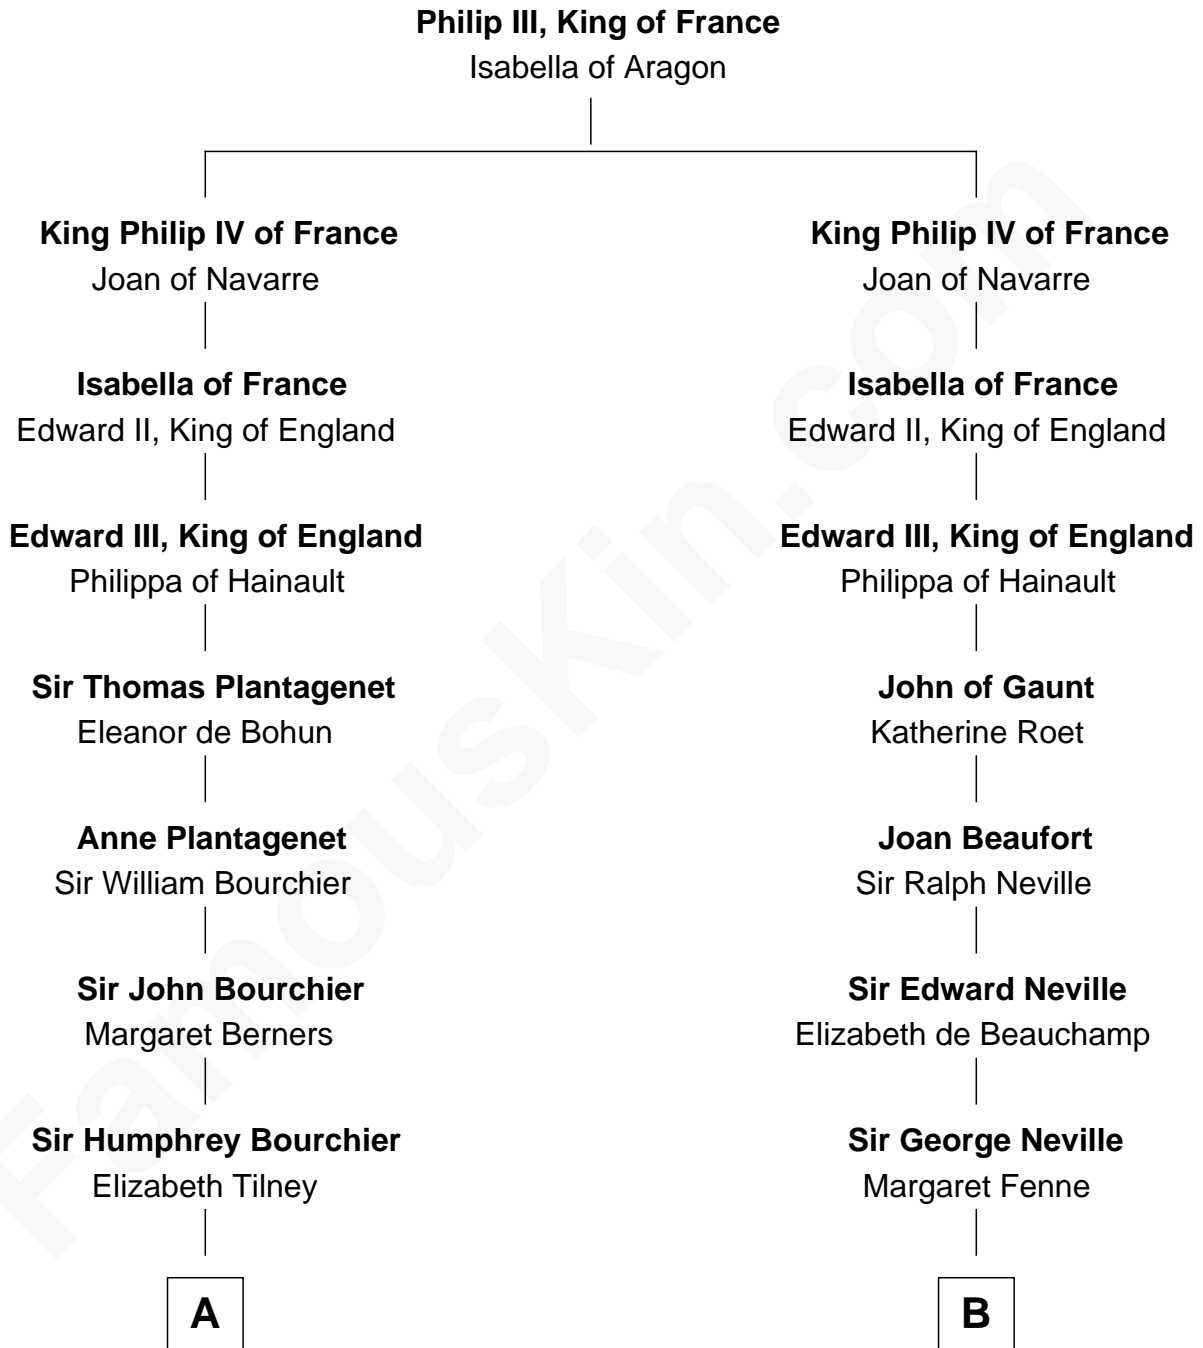 Philip III, King of France
Isabella of Aragon
King Philip IV of France
Joan of Navarre
Isabella of France
Edward II, King of England
Edward III, King of England
Philippa of Hainault
Sir Thomas Plantagenet
Eleanor de Bohun
Anne Plantagenet
Sir William Bourchier
Sir John Bourchier
Margaret Berners
Sir Humphrey Bourchier
Elizabeth Tilney
A
King Philip IV of France
Joan of Navarre
Isabella of France
Edward II, King of England
Edward III, King of England
Philippa of Hainault
John of Gaunt
Katherine Roet
Joan Beaufort
Sir Ralph Neville
Sir Edward Neville
Elizabeth de Beauchamp
Sir George Neville
Margaret Fenne
B
FamousKin.com